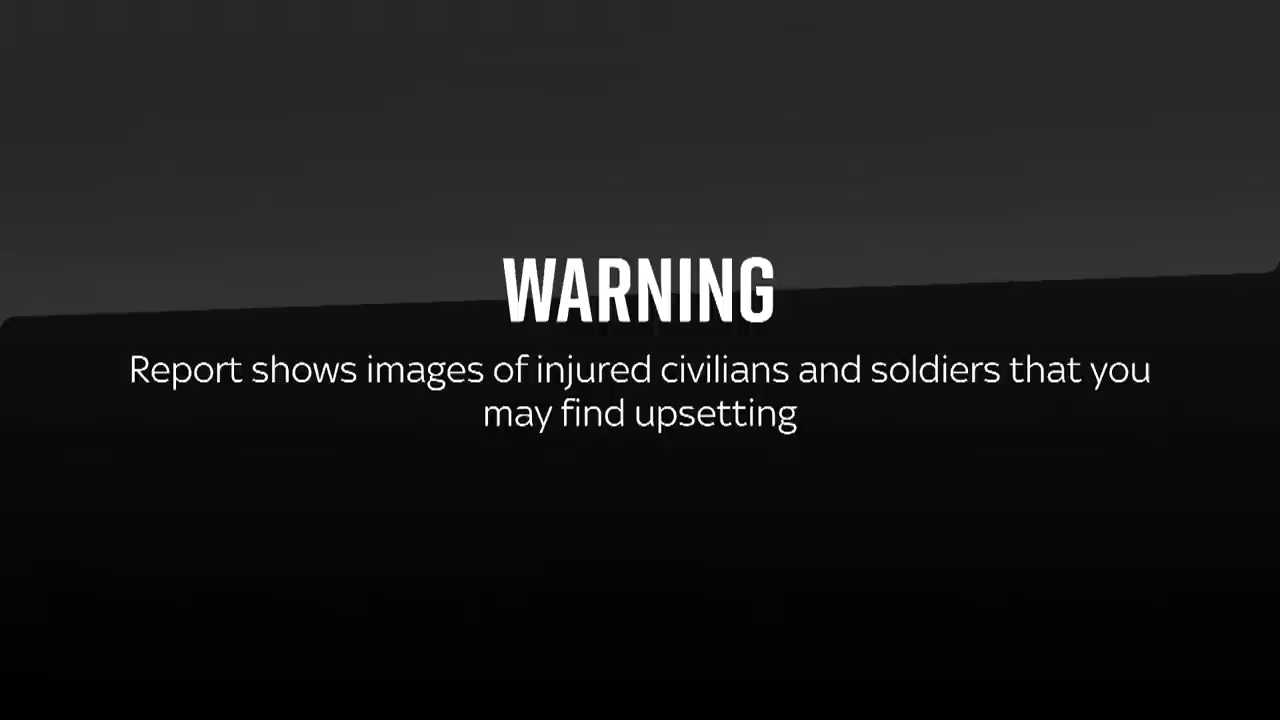 WARNING
Report shows images of injured civilians and soldiers that you
may find upsetting